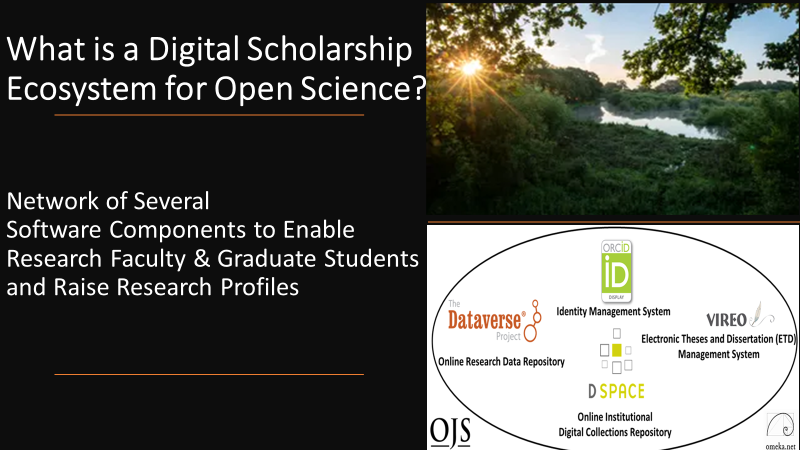 What is a Digital Scholarship
Ecosystem for Open Science?
Network of Several
Software Components to Enable
Research Faculty & Graduate Students
and Raise Research Profiles
ORCID
iD
DISPLAY
Identity Management System
The
Dataverse®
Project
Online Research Data Repository
VIREO
Electronic Theses and Dissertation (ETD)
Management System
DSPACE
Online Institutional
Digital Collections Repository
OJS
omeka.net